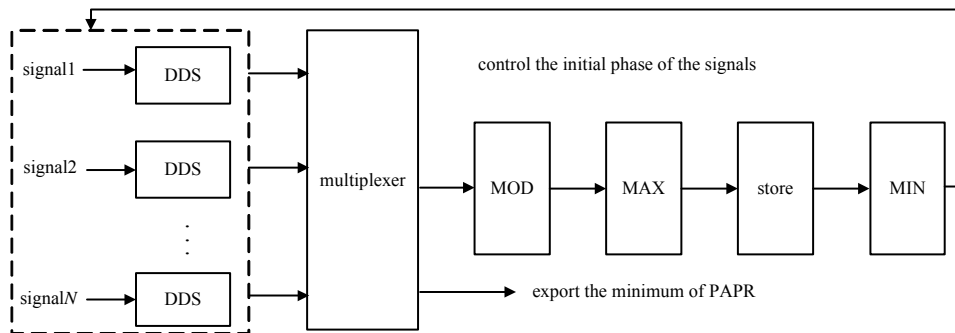 signal1
DDS
control the initial phase of the signals
signal2
DDS
multiplexer
MOD
MAX
store
MIN
signalN
DDS
export the minimum of PAPR